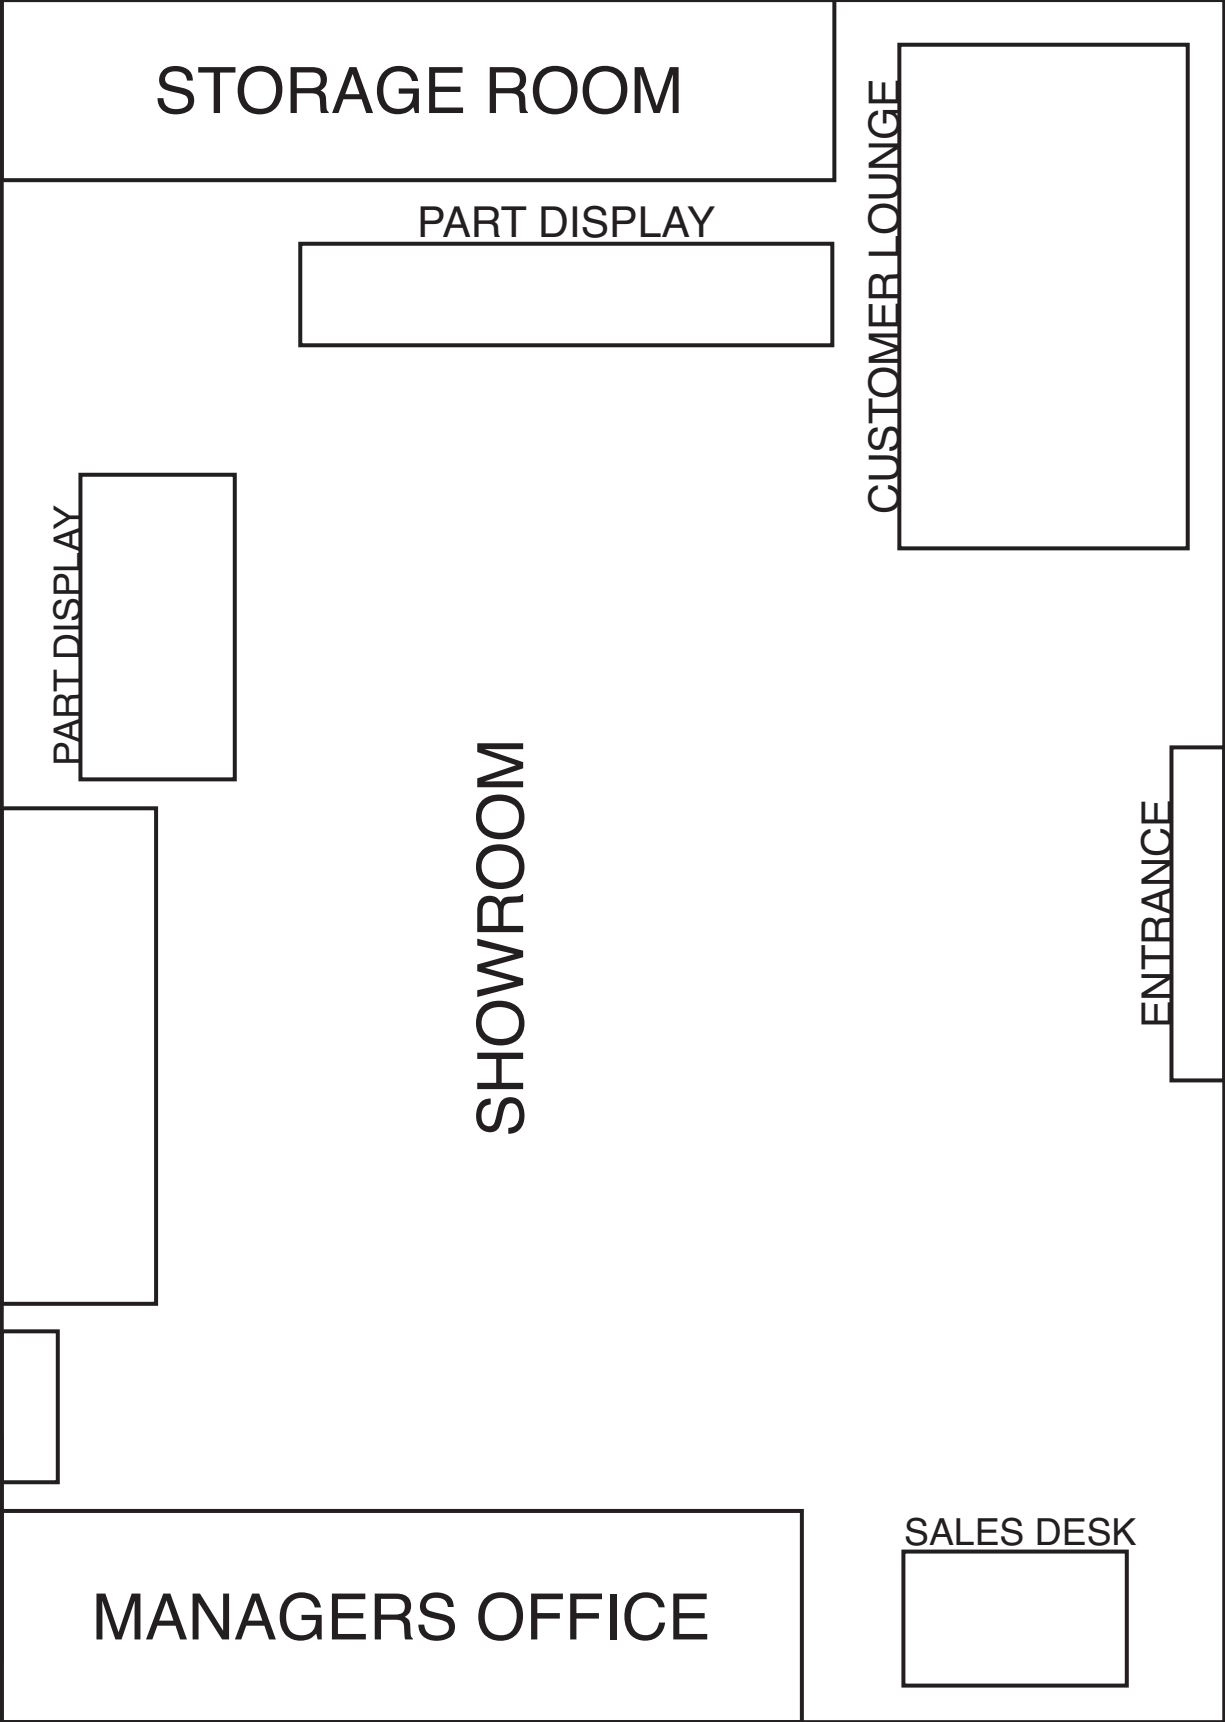 STORAGE ROOM
PART DISPLAY
CUSTOMER LOUNGE
PART DISPLAY
SHOWROOM
ENTRANCE
SALES DESK
MANAGERS OFFICE